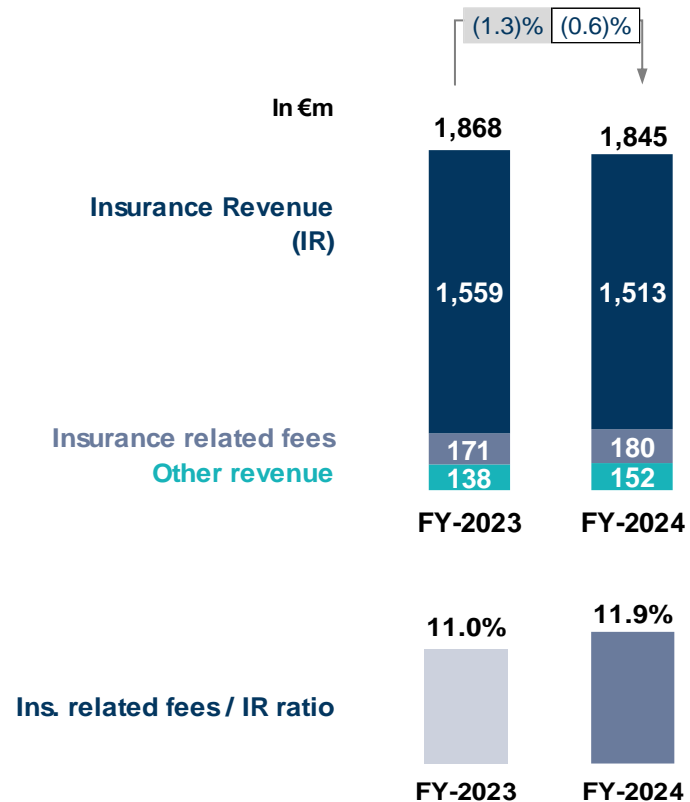 (1.3)% (0.6)%
In €m
1,868 1,845
Insurance Revenue
(IR)
1,559 1,513
Insurance related fees 171 180
Other revenue 138 152
FY-2023 FY-2024
11.0% 11.9%
Ins. related fees / IR ratio
FY-2023 FY-2024